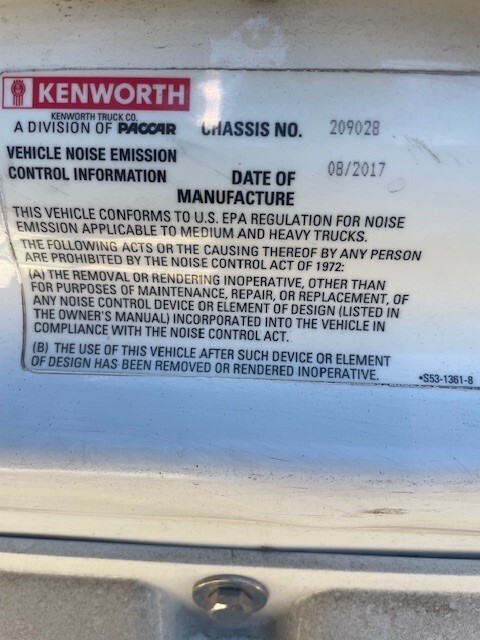 KENWORTH
KENWORTH TRUCK CO.
A DIVISION OF PACCAR CHASSIS NO. 209028
VEHICLE NOISE EMISSION
CONTROL INFORMATION DATE OF 08/2017
MANUFACTURE
THIS VEHICLE CONFORMS TO U.S. EPA REGULATION FOR NOISE
EMISSION APPLICABLE TO MEDIUM AND HEAVY TRUCKS.
THE FOLLOWING ACTS OR THE CAUSING THEREOF BY ANY PERSON
ARE PROHIBITED BY THE NOISE CONTROL ACT OF 1972:
(A) THE REMOVAL OR RENDERING INOPERATIVE, OTHER THAN
FOR PURPOSES OF MAINTENANCE, REPAIR, OR REPLACEMENT, OF
ANY NOISE CONTROL DEVICE OR ELEMENT OF DESIGN (LISTED IN
THE OWNER'S MANUAL) INCORPORATED INTO THE VEHICLE IN
COMPLIANCE WITH THE NOISE CONTROL ACT.
(B) THE USE OF THIS VEHICLE AFTER SUCH DEVICE OR ELEMENT
OF DESIGN HAS BEEN REMOVED OR RENDERED INOPERATIVE.
•S53-1361-8